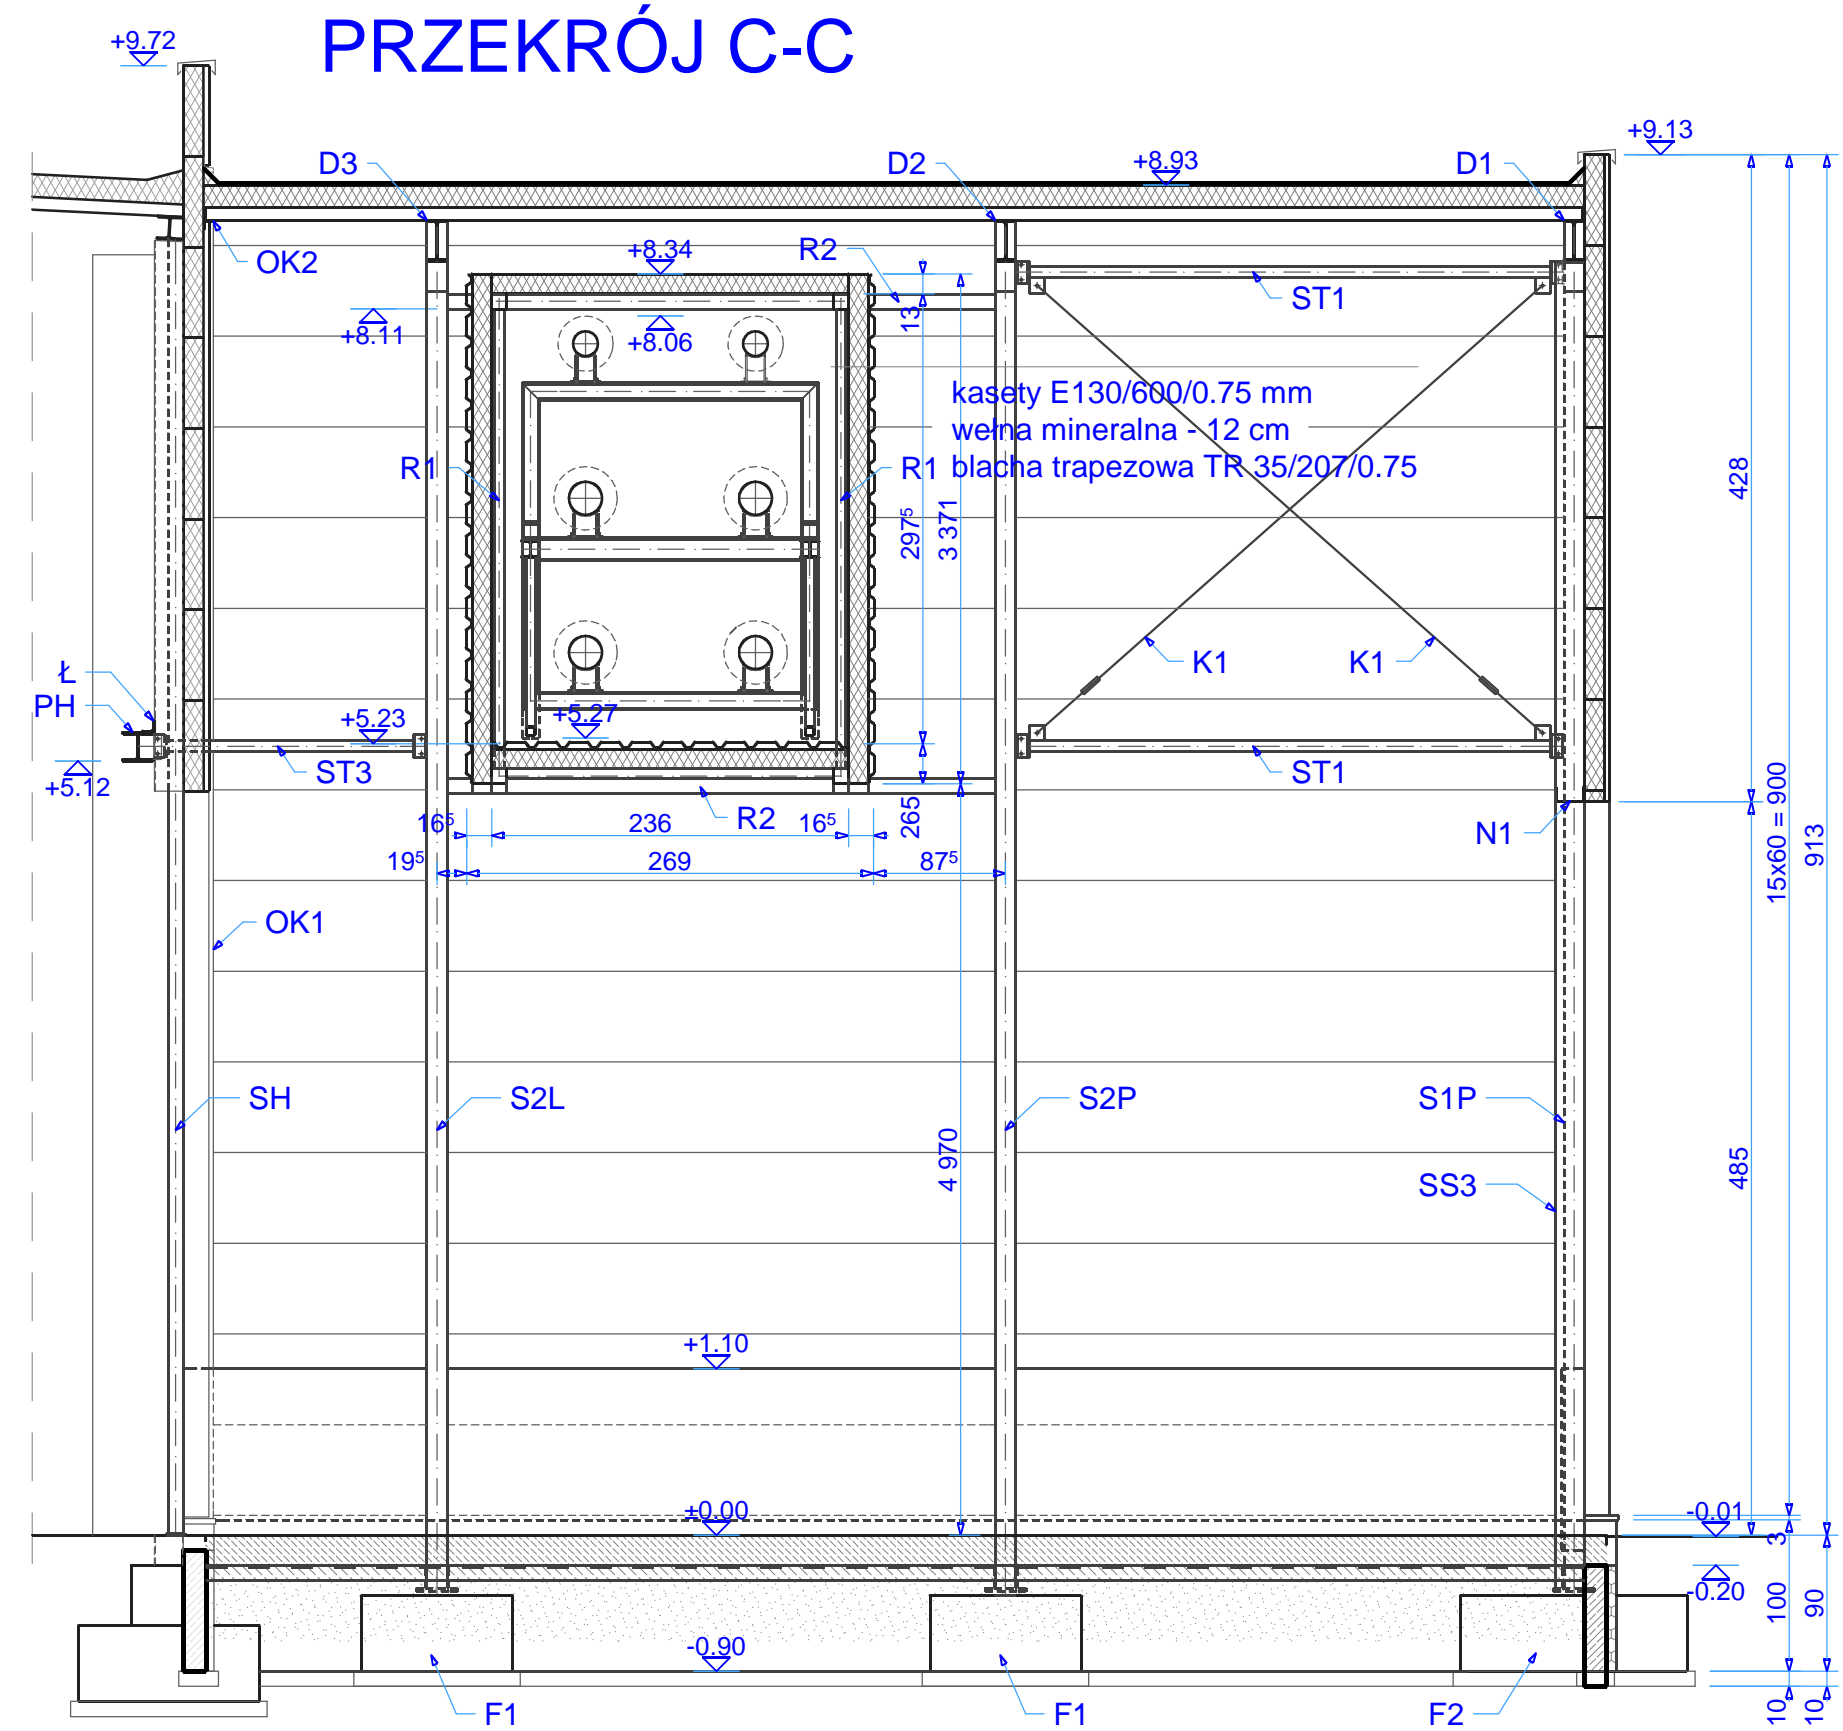 PRZEKRÓJ C-C
+9.72
+9.13
D3
D2
+8.93
D1
OK2
+8.34
R2
ST1
+8.11
+8.06
13
kasety E130/600/0.75 mm
wełna mineralna - 12 cm
blacha trapezowa TR 35/207/0.75
R1
R1
428
297⁵
3 371
Ł
K1
K1
PH
+5.23
+5.27
ST3
ST1
+5.12
16⁵
236
16⁵
R2
265
N1
15x60 = 900
913
19⁵
269
87⁵
OK1
SH
S2L
S2P
S1P
4 970
SS3
485
+1.10
±0.00
-0.01
3
-0.20
100
90
-0.90
F1
F1
F2
10
10